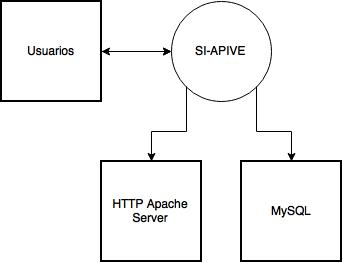 Usuarios
SI-APIVE
HTTP Apache
Server
MySQL